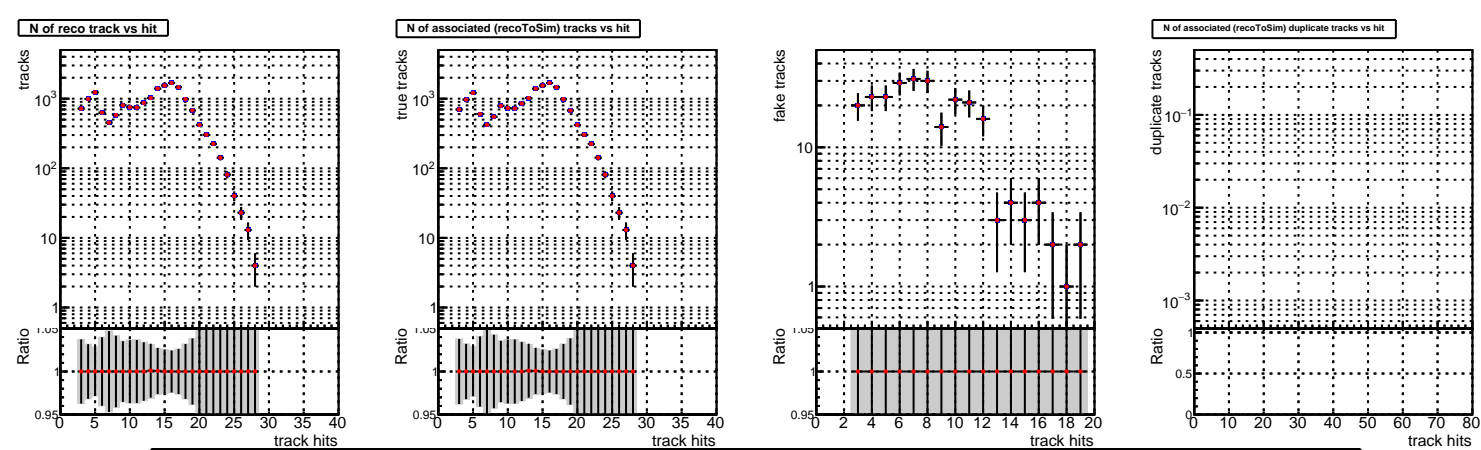 N of reco track vs hit
tracks
10³
10²
10
1
Ratio
1.05
1
0.95
0 5 10 15 20 25 30 35 40
track hits
N of associated (recoToSim) tracks vs hit
true tracks
10³
10²
10
1
Ratio
1.05
1
0.95
0 5 10 15 20 25 30 35 40
track hits
fake tracks
10
1
Ratio
1.05
1
0.95
0 2 4 6 8 10 12 14 16 18 20
track hits
N of associated (recoToSim) duplicate tracks vs hit
duplicate tracks
10⁻¹
10⁻²
10⁻³
Ratio
1
0.5
0
0 10 20 30 40 50 60 70 80
track hits